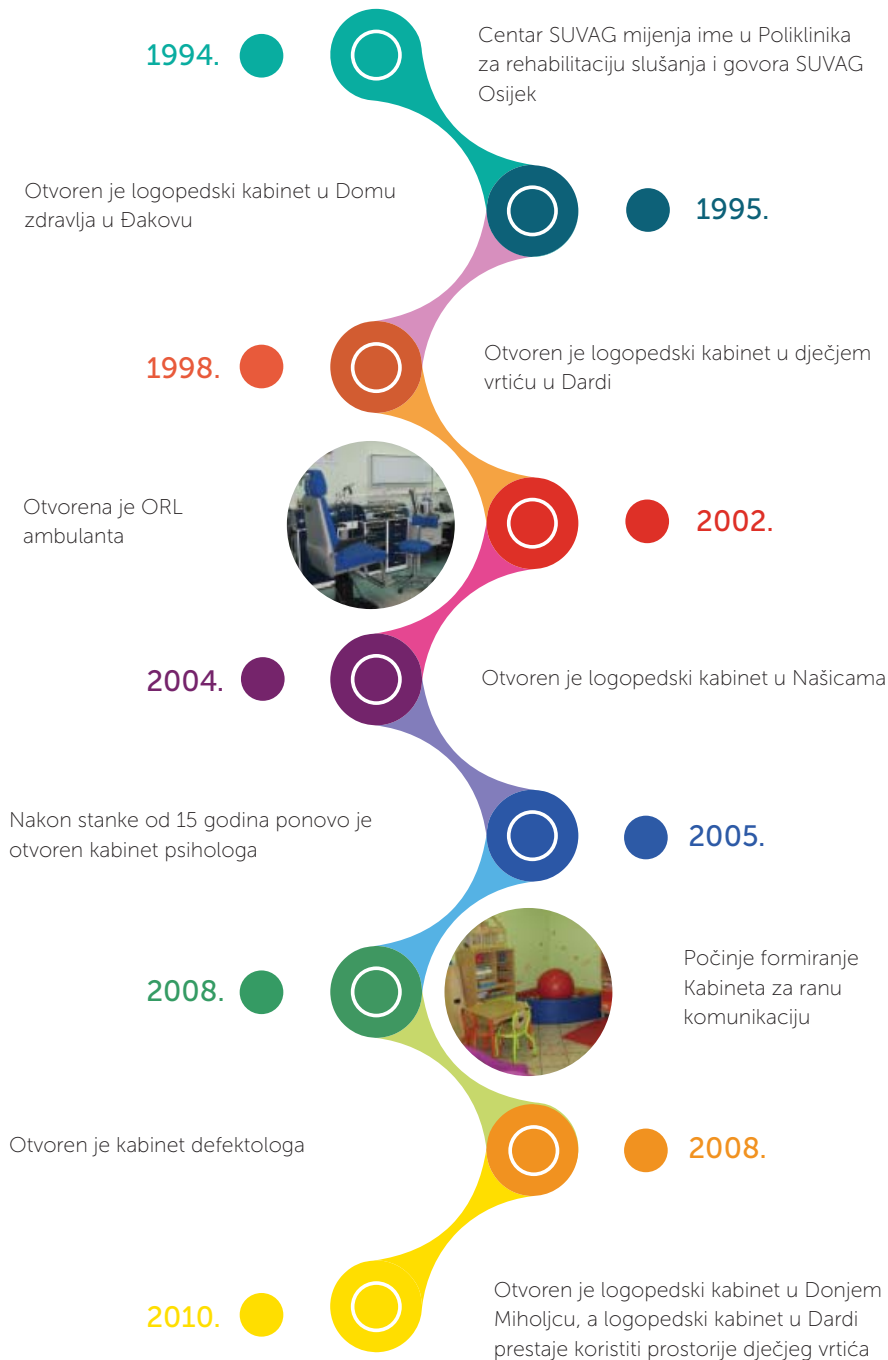 1994.
Centar SUVAG mijenja ime u Poliklinika
za rehabilitaciju slušanja i govora SUVAG
Osijek
Otvoren je logopedski kabinet u Domu
zdravlja u Đakovu
1995.
1998.
Otvoren je logopedski kabinet u dječjem
vrtiću u Dardi
Otvorena je ORL
ambulanta
2002.
2004.
Otvoren je logopedski kabinet u Našicama
Nakon stanke od 15 godina ponovo je
otvoren kabinet psihologa
2005.
2008.
Počinje formiranje
Kabineta za ranu
komunikaciju
Otvoren je kabinet defektologa
2008.
2010.
Otvoren je logopedski kabinet u Donjem
Miholjcu, a logopedski kabinet u Dardi
prestaje koristiti prostorije dječjeg vrtića